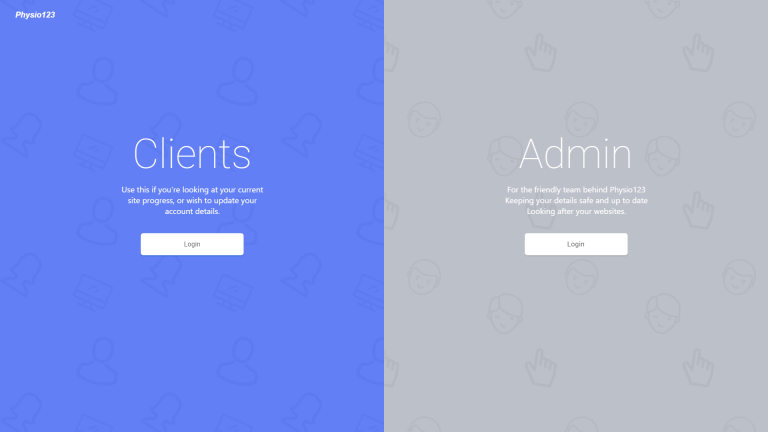 Physio123
Clients
Use this if you're looking at your current
site progress, or wish to update your
account details.
Login
Admin
For the friendly team behind Physio123
Keeping your details safe and up to date
Looking after your websites.
Login